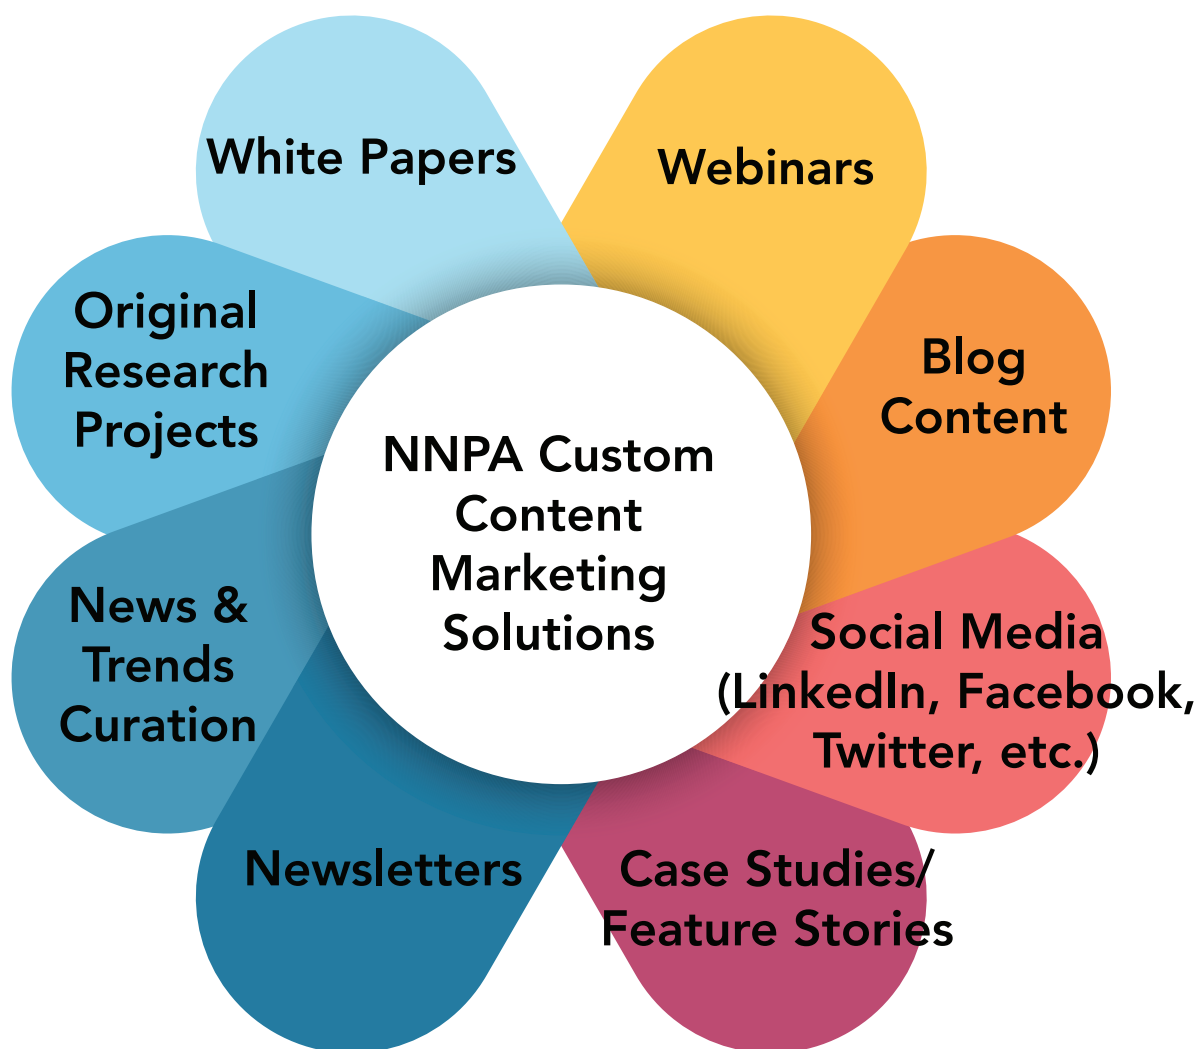 White Papers
Webinars
Original
Research
Projects
Blog
Content
NNPA Custom
Content
Marketing
Solutions
News &
Trends
Curation
Social Media
(LinkedIn, Facebook,
Twitter, etc.)
Newsletters
Case Studies/
Feature Stories